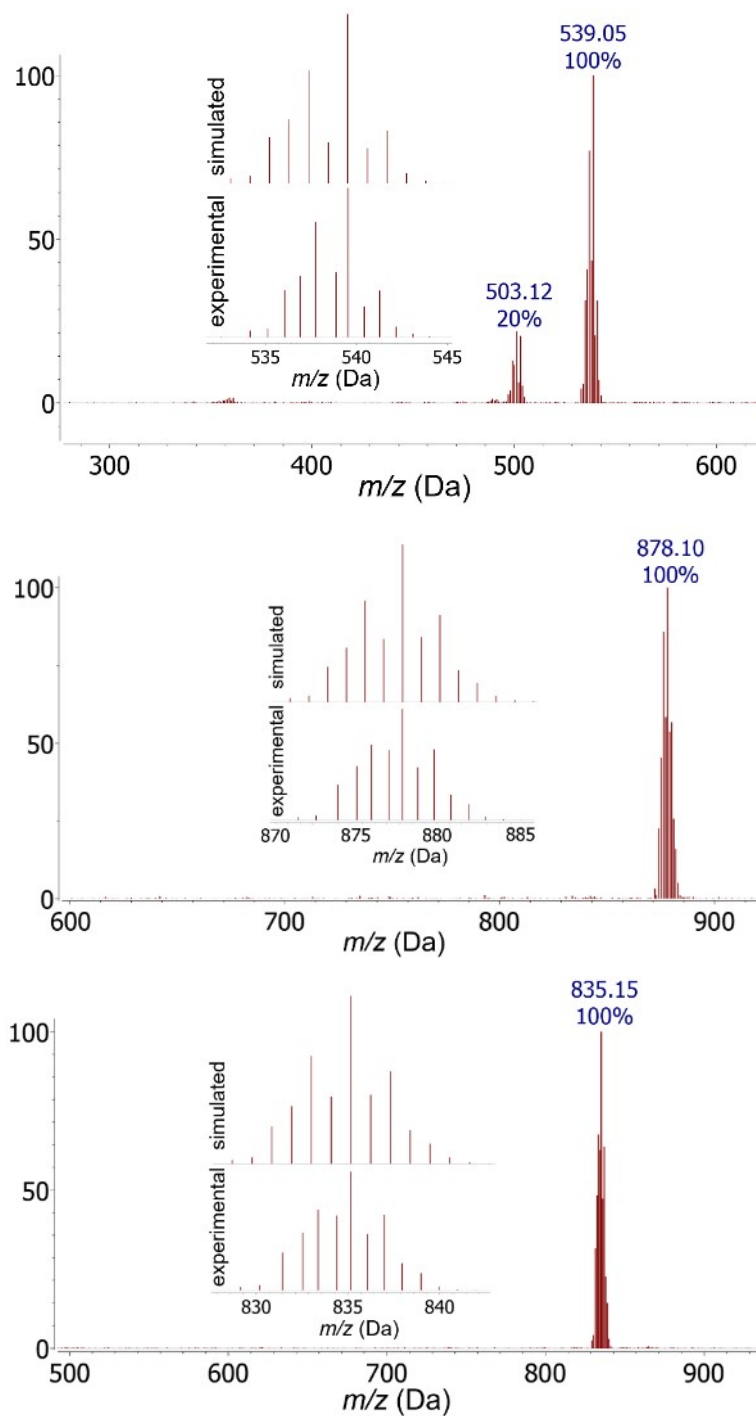 539.05
100%
100
simulated
50
experimental
503.12
20%
535 540 545
m/z (Da)
0
300 400 500 600
m/z (Da)
878.10
100%
100
simulated
50
experimental
870 875 880 885
m/z (Da)
0
600 700 800 900
m/z (Da)
835.15
100%
100
simulated
50
experimental
830 835 840
m/z (Da)
0
500 600 700 800 900
m/z (Da)